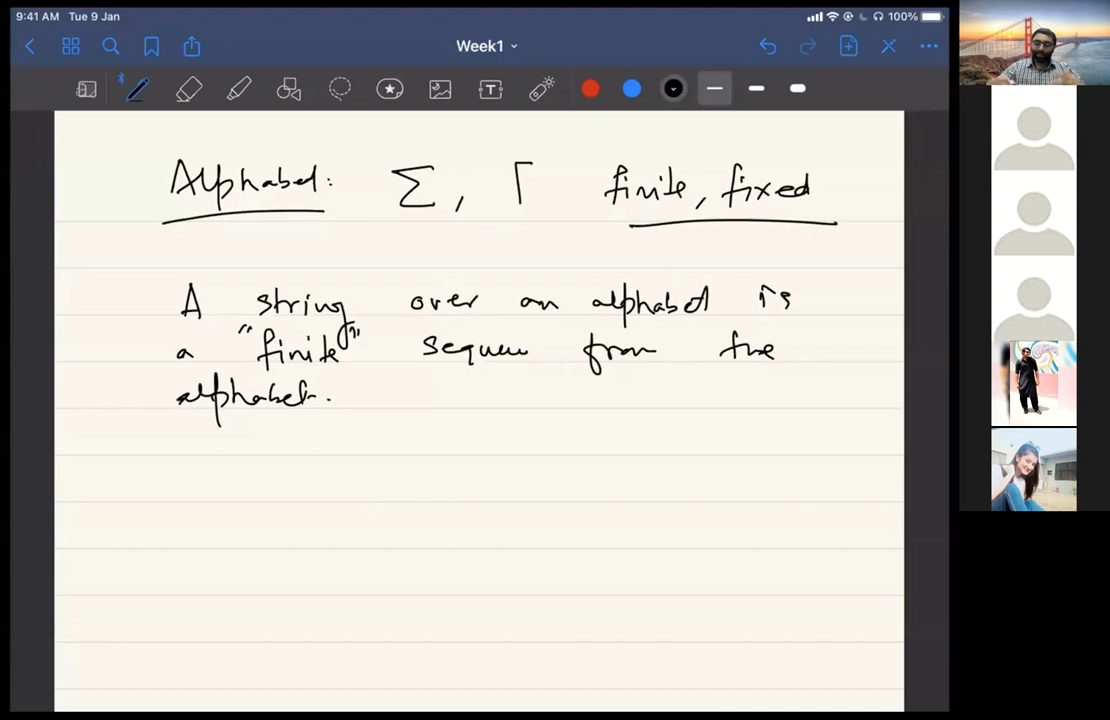 9:41 AM Tue 9 Jan
100%
Week1
T
Alphabet: Σ, Γ finite, fixed
A string over an alphabet is
a "finite" sequen from the
alphabet.